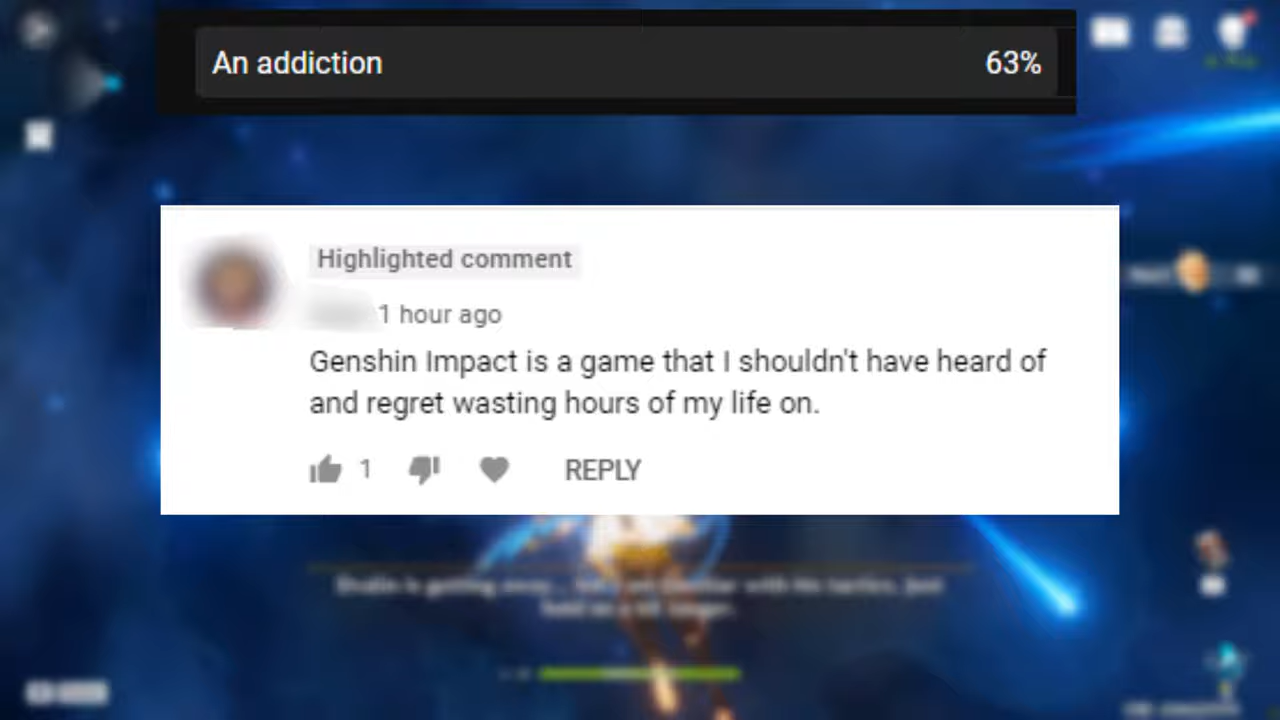 An addiction 63%
Highlighted comment
1 hour ago
Genshin Impact is a game that I shouldn't have heard of
and regret wasting hours of my life on.
1 REPLY